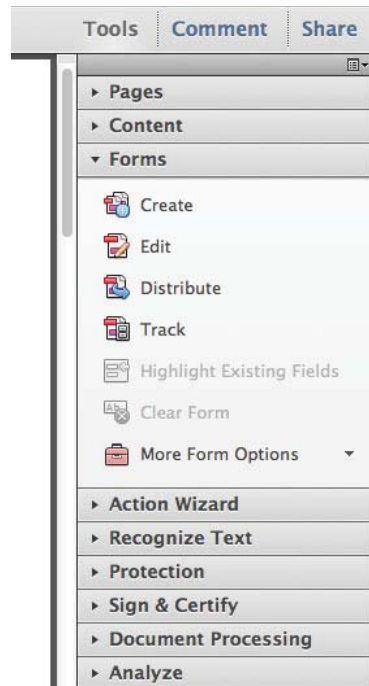 Tools Comment Share
Pages
Content
Forms
Create
Edit
Distribute
Track
Highlight Existing Fields
Clear Form
More Form Options
Action Wizard
Recognize Text
Protection
Sign & Certify
Document Processing
Analyze